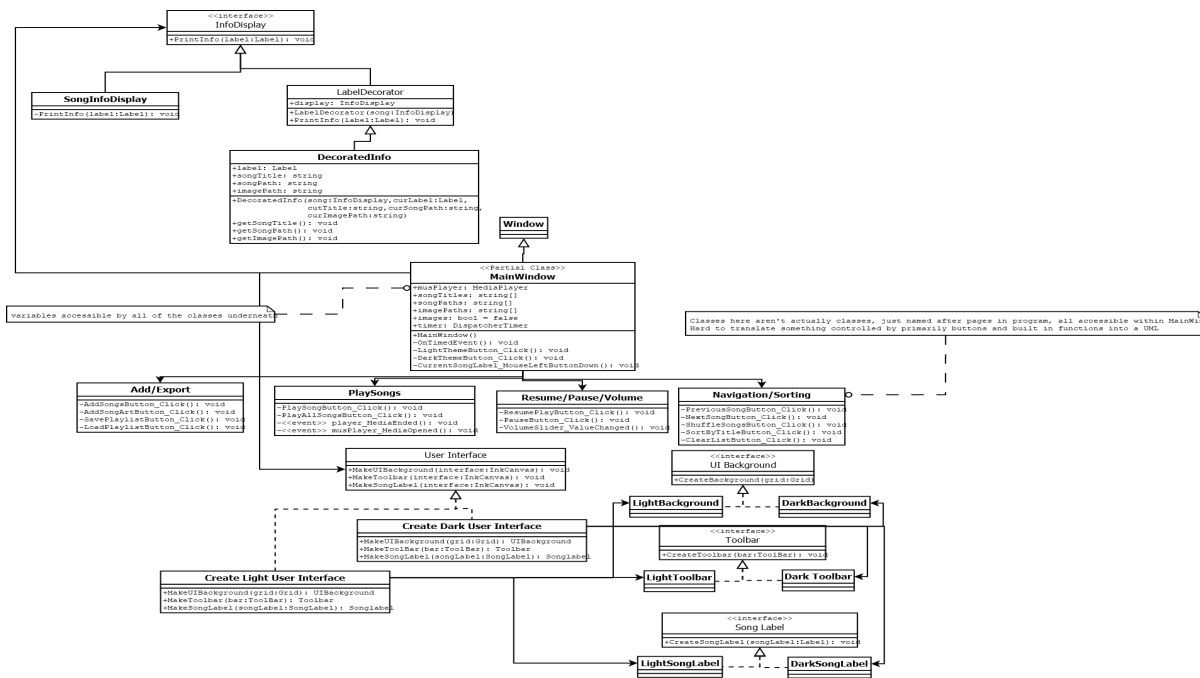 <<interface>>
InfoDisplay
+PrintInfo(label:Label): void
SongInfoDisplay
-PrintInfo(label:Label): void
LabelDecorator
+display: InfoDisplay
+LabelDecorator(song:InfoDisplay)
+PrintInfo(label:Label): void
DecoratedInfo
+label: Label
+songTitle: string
+songPath: string
+imagePath: string
+DecoratedInfo(song:InfoDisplay,curLabel:Label,
cutTitle:string,curSongPath:string,
curImagePath:string)
+getSongTitle(): void
+getSongPath(): void
+getImagePath(): void
Window
<<Partial Class>>
MainWindow
+musPlayer: MediaPlayer
+songTitles: string[]
+songPaths: string[]
+imagePaths: string[]
+images: bool = false
+timer: DispatcherTimer
+MainWindow()
-OnTimedEvent(): void
-LightThemeButton_Click(): void
-DarkThemeButton_Click(): void
-CurrentSongLabel_MouseLeftButtonDown(): void
variables accessible by all of the classes underneath
Classes here aren't actually classes, just named after pages in program, all accessible within MainWi
Hard to translate something controlled by primarily buttons and built in functions into a UML
Add/Export
-AddSongsButton_Click(): void
-AddSongArtButton_Click(): void
-SavePlaylistButton_Click(): void
-LoadPlaylistButton_Click(): void
PlaySongs
-PlaySongButton_Click(): void
-PlayAllSongsButton_Click(): void
-<<event>> player_MediaEnded(): void
-<<event>> musPlayer_MediaOpened(): void
Resume/Pause/Volume
-ResumePlayButton_Click(): void
-PauseButton_Click(): void
-VolumeSlider_ValueChanged(): void
Navigation/Sorting
-PreviousSongButton_Click(): void
-NextSongButton_Click(): void
-ShuffleSongsButton_Click(): void
-SortByTitleButton_Click(): void
-ClearListButton_Click(): void
User Interface
+MakeUIBackground(interface:InkCanvas): void
+MakeToolbar(interface:InkCanvas): void
+MakeSongLabel(interface:InkCanvas): void
<<interface>>
UI Background
+CreateBackground(grid:Grid)
LightBackground
DarkBackground
Create Dark User Interface
+MakeUIBackground(grid:Grid): UIBackground
+MakeToolBar(bar:ToolBar): Toolbar
+MakeSongLabel(songLabel:SongLabel): Songlabel
<<interface>>
Toolbar
+CreateToolbar(bar:ToolBar): void
LightToolbar
Dark Toolbar
Create Light User Interface
+MakeUIBackground(grid:Grid): UIBackground
+MakeToolbar(bar:ToolBar): Toolbar
+MakeSongLabel(songLabel:SongLabel): Songlabel
<<interface>>
Song Label
+CreateSongLabel(songLabel:Label): void
LightSongLabel
DarkSongLabel